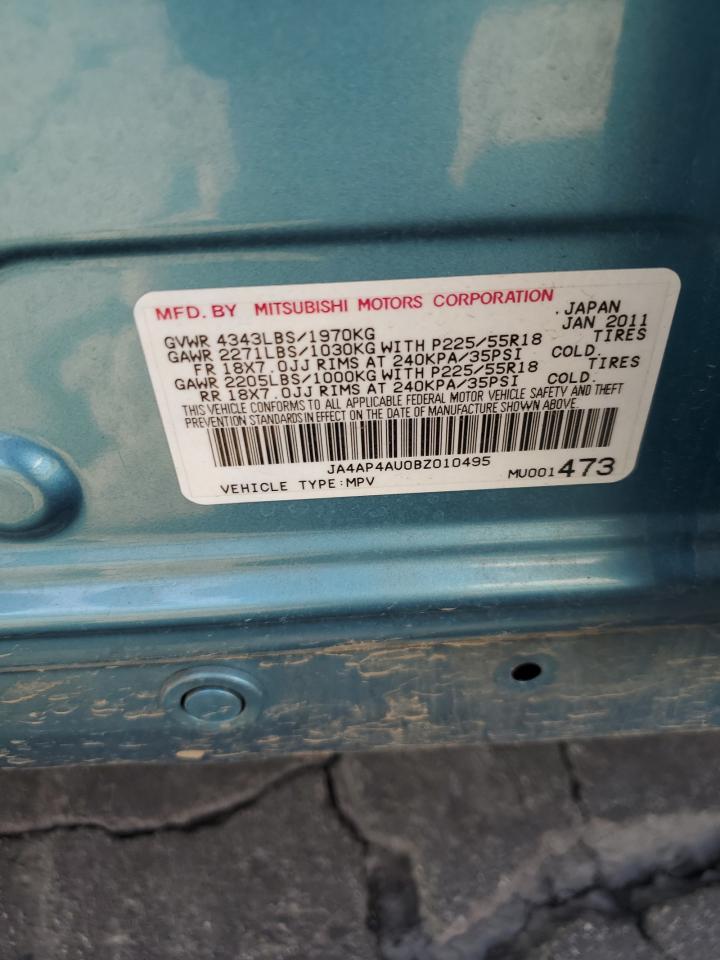 MFD. BY MITSUBISHI MOTORS CORPORATION . JAPAN
JAN 2011
GVWR 4343LBS/1970KG
GAWR 2271LBS/1030KG WITH P225/55R18 TIRES
FR 18X7.0JJ RIMS AT 240KPA/35PSI COLD.
GAWR 2205LBS/1000KG WITH P225/55R18 TIRES
RR 18X7.0JJ RIMS AT 240KPA/35PSI COLD.
THIS VEHICLE CONFORMS TO ALL APPLICABLE FEDERAL MOTOR VEHICLE SAFETY AND THEFT
PREVENTION STANDARDS IN EFFECT ON THE DATE OF MANUFACTURE SHOWN ABOVE.
JA4AP4AU0BZ010495
VEHICLE TYPE:MPV MU001473